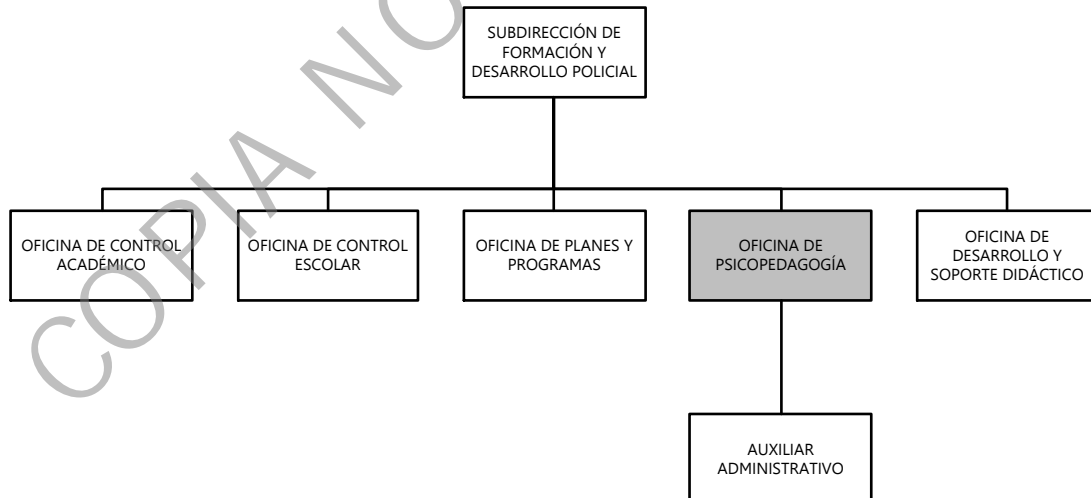 SUBDIRECCIÓN DE
FORMACIÓN Y
DESARROLLO POLICIAL
OFICINA DE CONTROL
ACADÉMICO
OFICINA DE CONTROL
ESCOLAR
OFICINA DE PLANES Y
PROGRAMAS
OFICINA DE
PSICOPEDAGOGÍA
OFICINA DE
DESARROLLO Y
SOPORTE DIDÁCTICO
AUXILIAR
ADMINISTRATIVO
COPIA NO